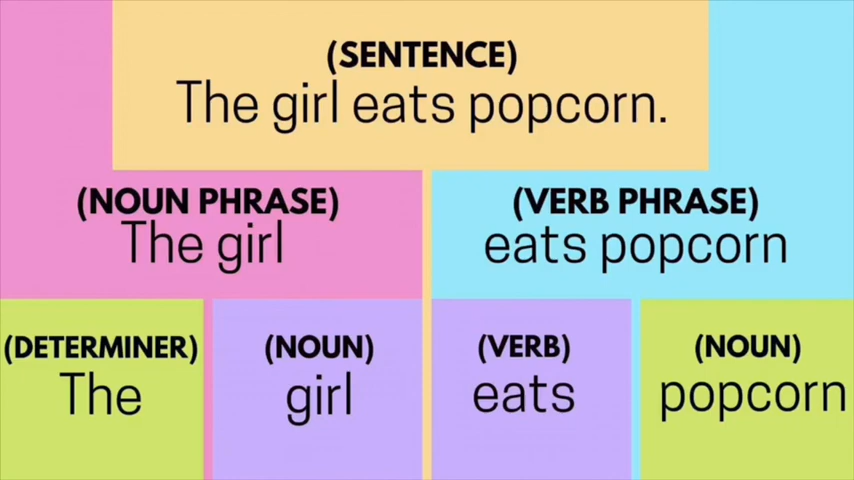 (SENTENCE)
The girl eats popcorn.
(NOUN PHRASE)
The girl
(VERB PHRASE)
eats popcorn
(DETERMINER)
The
(NOUN)
girl
(VERB)
eats
(NOUN)
popcorn